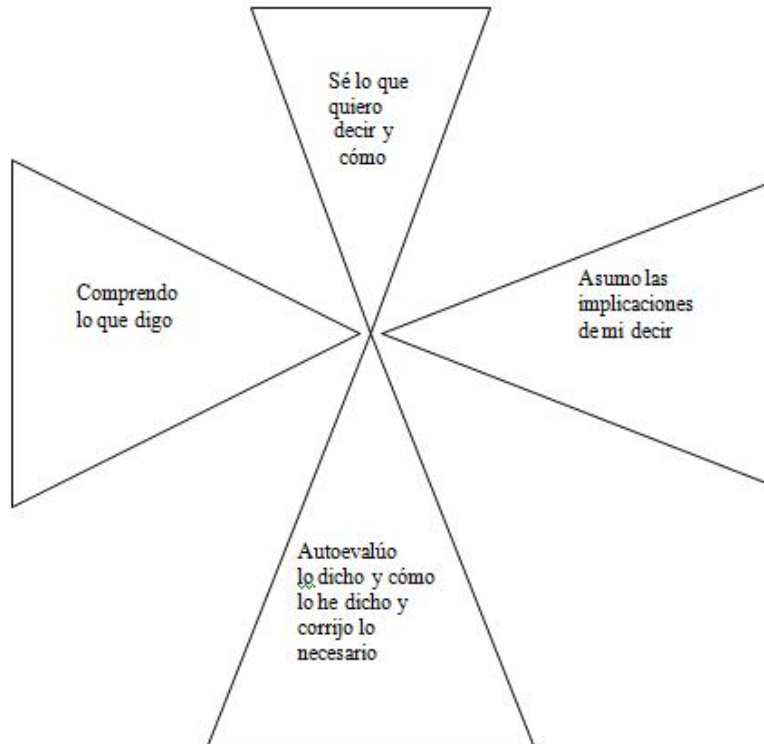 Sé lo que
quiero
decir y
cómo
Comprendo
lo que digo
Asumo las
implicaciones
de mi decir
Autoevalúo
lo dicho y cómo
lo he dicho y
corrijo lo
necesario